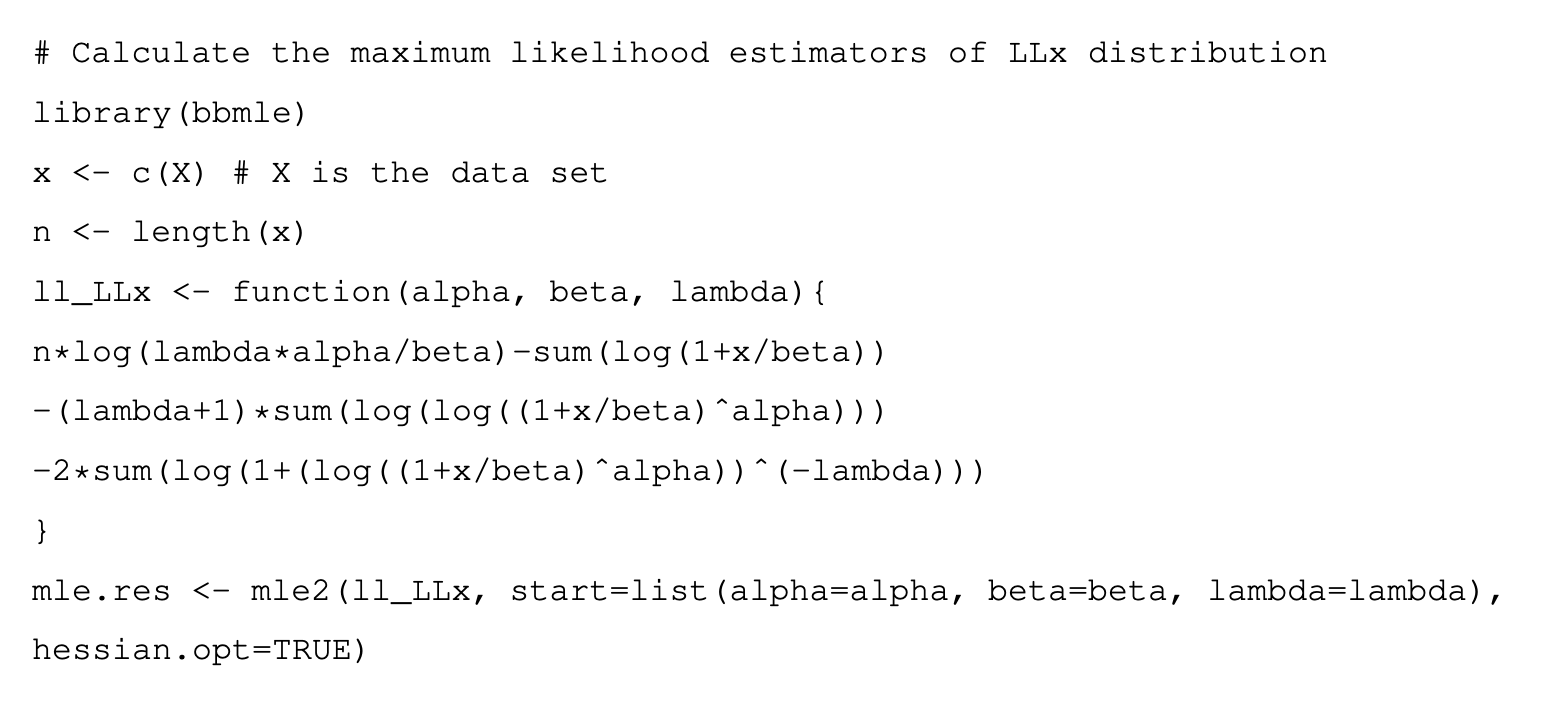 # Calculate the maximum likelihood estimators of LLx distribution
library(bbmle)
x <- c(X) # X is the data set
n <- length(x)
ll_LLx <- function(alpha, beta, lambda){
n*log(lambda*alpha/beta)-sum(log(1+x/beta))
-(lambda+1)*sum(log(log((1+x/beta)^alpha)))
-2*sum(log(1+(log((1+x/beta)^alpha))^(-lambda)))
}
mle.res <- mle2(ll_LLx, start=list(alpha=alpha, beta=beta, lambda=lambda),
hessian.opt=TRUE)